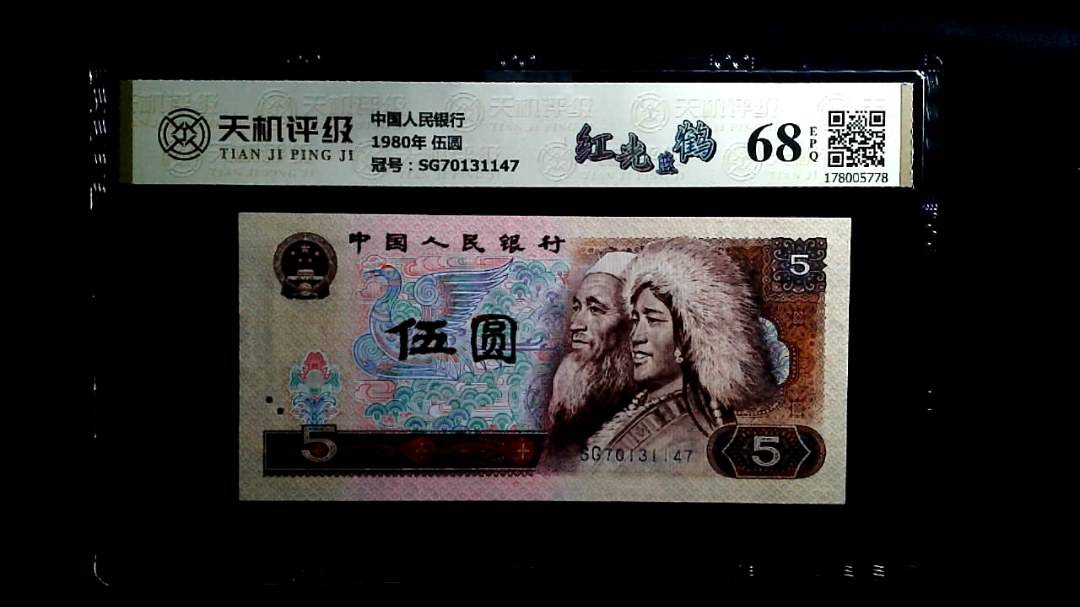 天机评级
TIAN JI PING JI
中国人民银行
1980年 伍圆
冠号：SG70131147
红光蓝鹤
68
EPQ
178005778
中国人民银行
5
伍圆
5
SG70131147
5